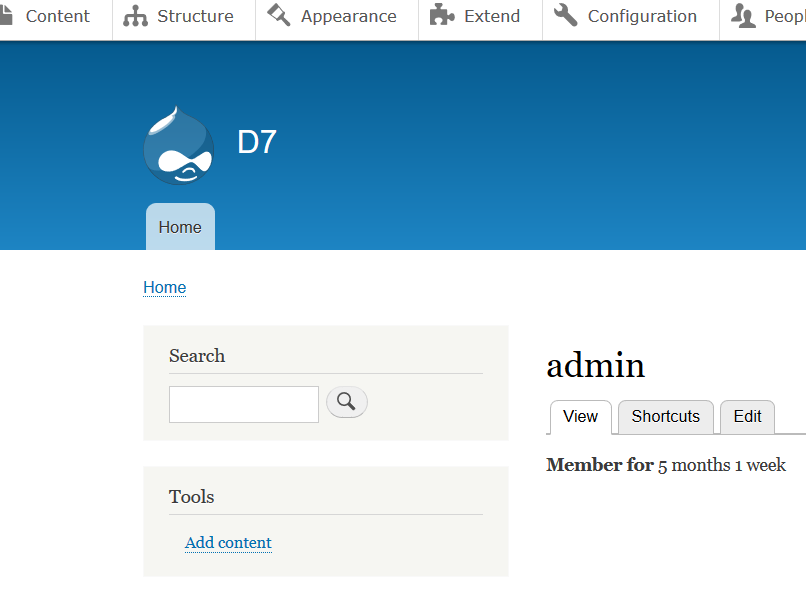 Content Structure Appearance Extend Configuration
D7
Home
Home
Search
Tools
Add content
admin
View Shortcuts Edit
Member for 5 months 1 week